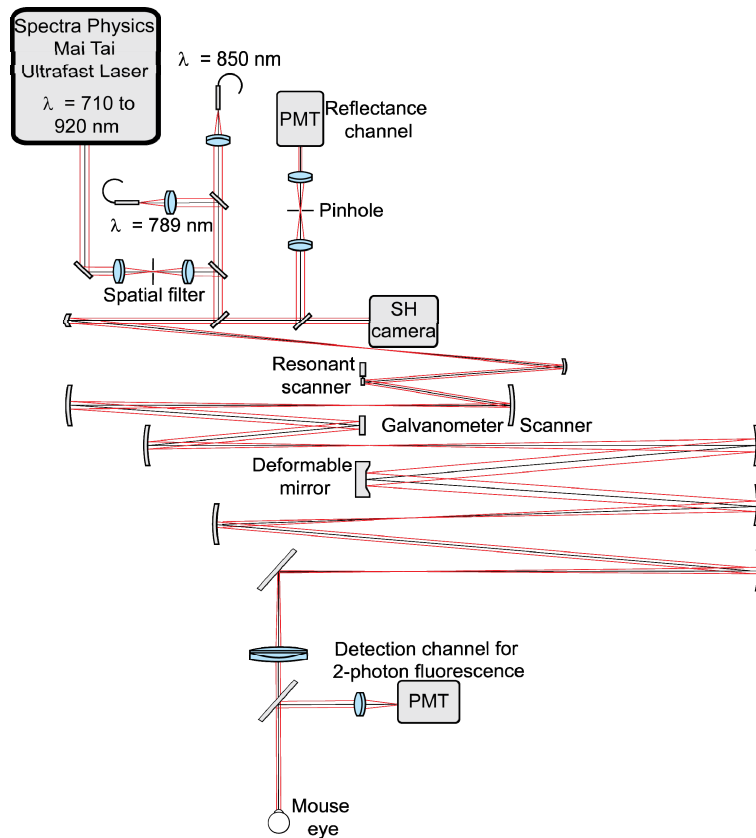 Spectra Physics
Mai Tai
Ultrafast Laser
λ = 710 to
920 nm
λ = 850 nm
PMT
Reflectance
channel
Pinhole
λ = 789 nm
Spatial filter
SH
camera
Resonant
scanner
Galvanometer Scanner
Deformable
mirror
Detection channel for
2-photon fluorescence
PMT
Mouse
eye